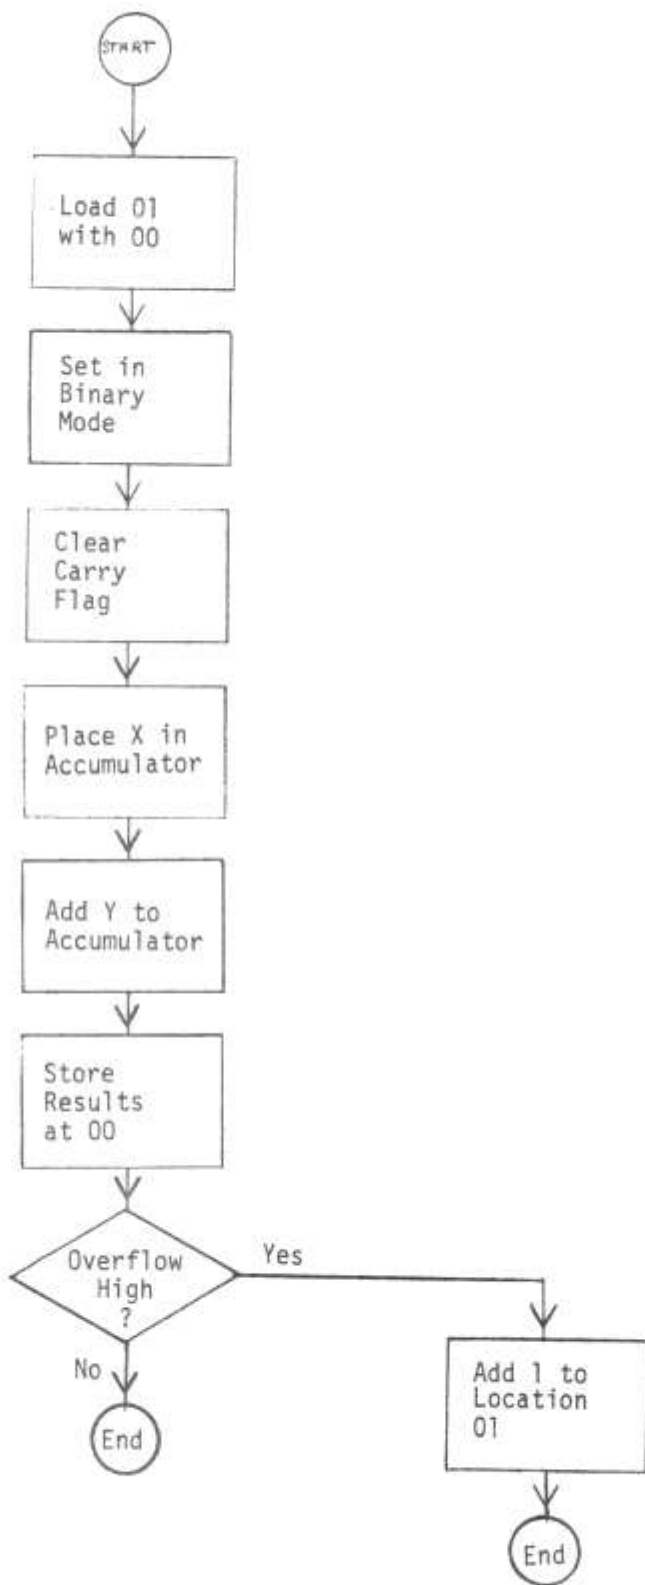 START
Load 01
with 00
Set in
Binary
Mode
Clear
Carry
Flag
Place X in
Accumulator
Add Y to
Accumulator
Store
Results
at 00
Overflow
High
?
Yes
No
End
Add 1 to
Location
01
End